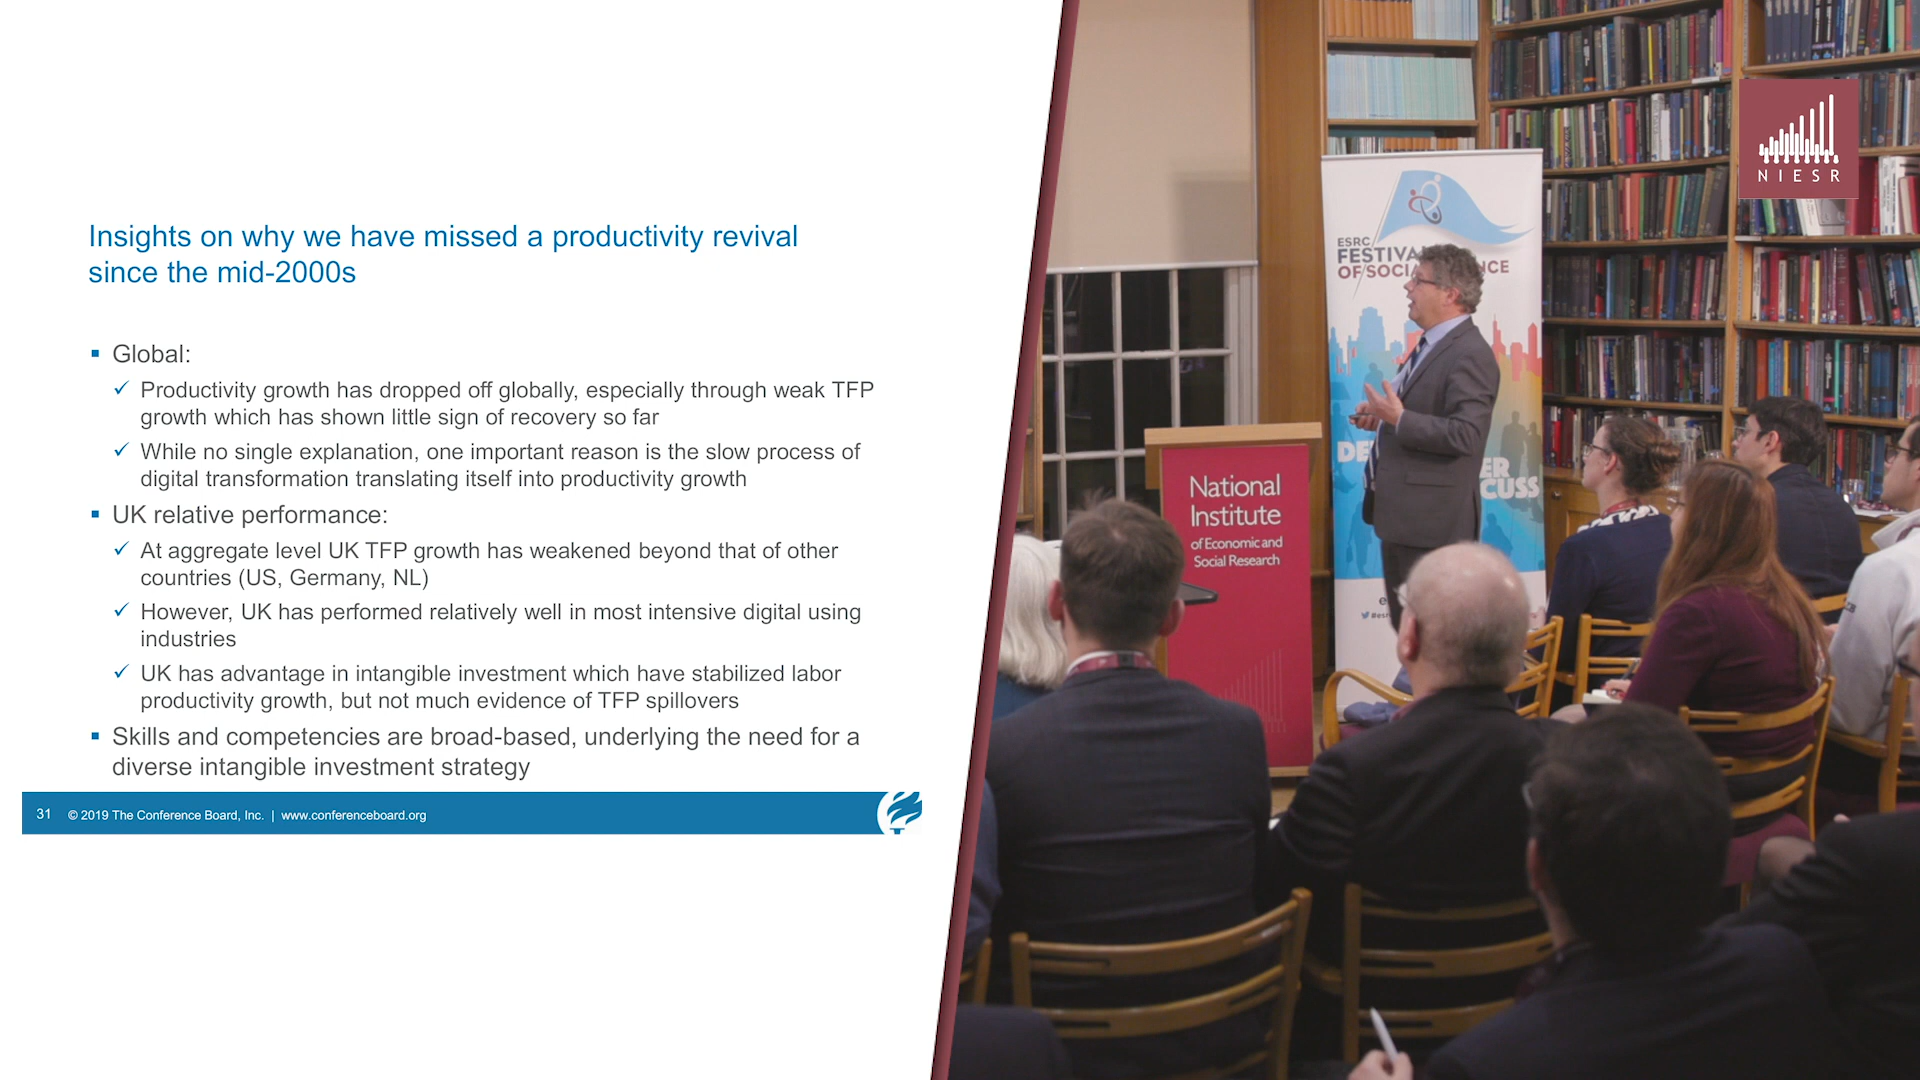 Insights on why we have missed a productivity revival
since the mid-2000s
▪ Global:
✓ Productivity growth has dropped off globally, especially through weak TFP
growth which has shown little sign of recovery so far
✓ While no single explanation, one important reason is the slow process of
digital transformation translating itself into productivity growth
▪ UK relative performance:
✓ At aggregate level UK TFP growth has weakened beyond that of other
countries (US, Germany, NL)
✓ However, UK has performed relatively well in most intensive digital using
industries
✓ UK has advantage in intangible investment which have stabilized labor
productivity growth, but not much evidence of TFP spillovers
▪ Skills and competencies are broad-based, underlying the need for a
diverse intangible investment strategy
31 © 2019 The Conference Board, Inc. | www.conferenceboard.org
NIESR
ESRC
FESTIVA
OF SOCI NCE
DE ER
CUSS
National
Institute
of Economic and
Social Research